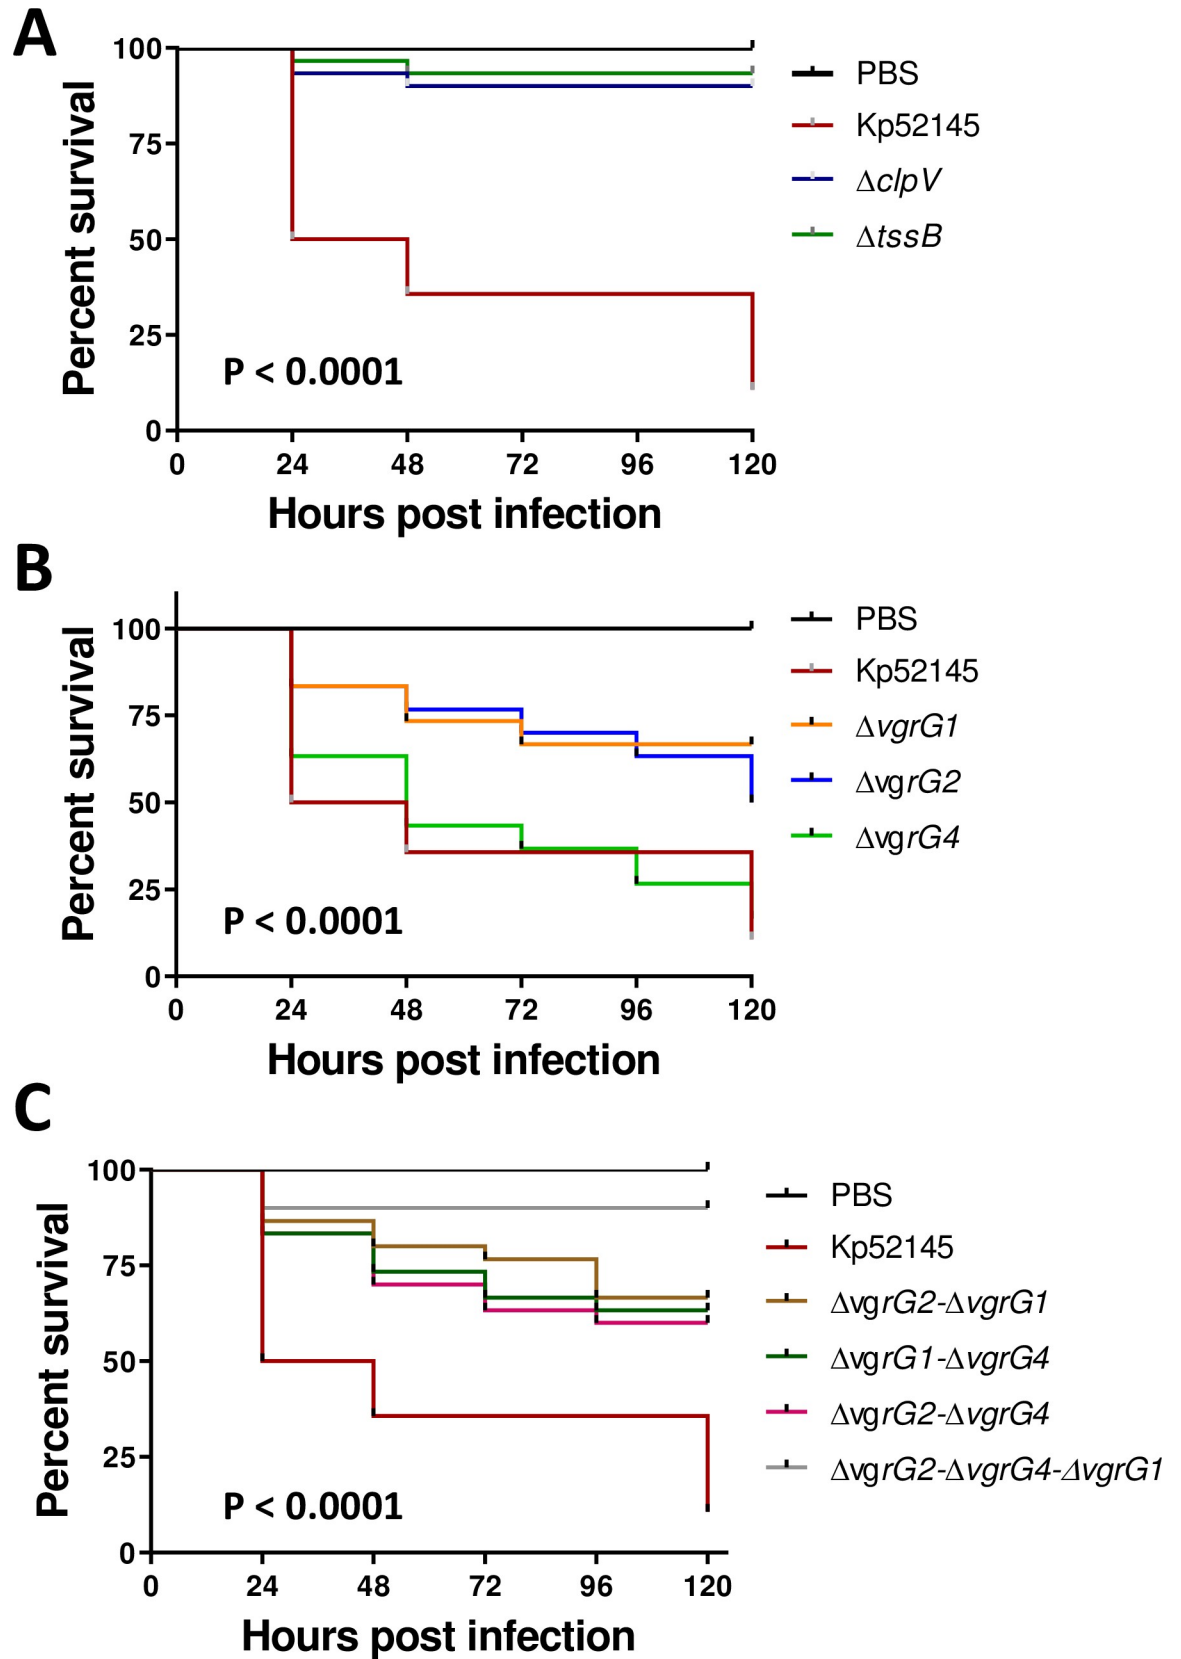 A
Percent survival
100
75
50
25
0
P < 0.0001
0 24 48 72 96 120
Hours post infection
PBS
Kp52145
ΔclpV
ΔtssB
B
Percent survival
100
75
50
25
0
P < 0.0001
0 24 48 72 96 120
Hours post infection
PBS
Kp52145
ΔvgrG1
ΔvgrG2
ΔvgrG4
C
Percent survival
100
75
50
25
0
P < 0.0001
0 24 48 72 96 120
Hours post infection
PBS
Kp52145
ΔvgrG2-ΔvgrG1
ΔvgrG1-ΔvgrG4
ΔvgrG2-ΔvgrG4
ΔvgrG2-ΔvgrG4-ΔvgrG1